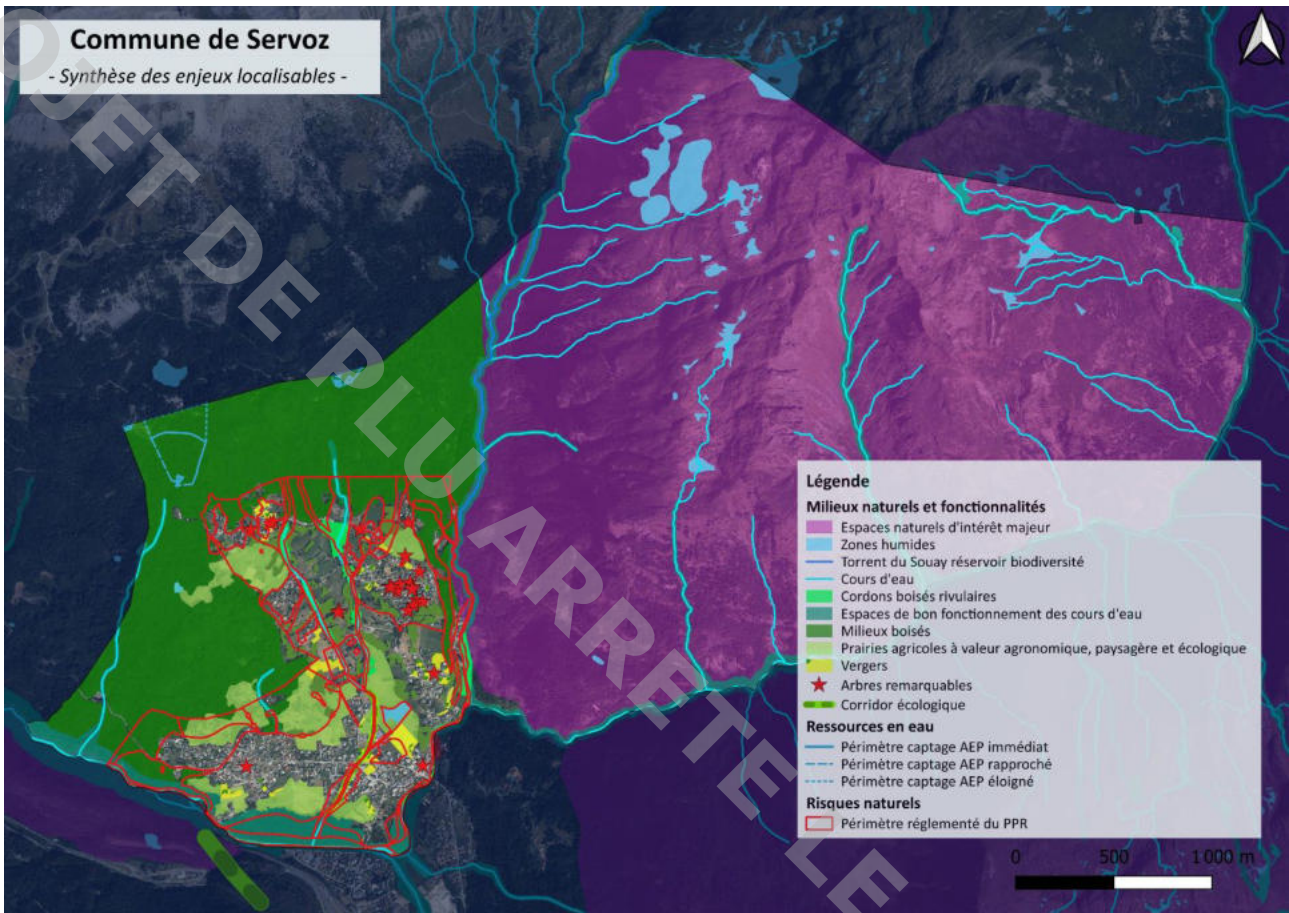 Commune de Servoz
- Synthèse des enjeux localisables -
OJET DE PLU ARRETE LE
Légende
Milieux naturels et fonctionnalités
Espaces naturels d'intérêt majeur
Zones humides
Torrent du Souay réservoir biodiversité
Cours d'eau
Cordons boisés rivulaires
Espaces de bon fonctionnement des cours d'eau
Milieux boisés
Prairies agricoles à valeur agronomique, paysagère et écologique
Vergers
Arbres remarquables
Corridor écologique
Ressources en eau
Périmètre captage AEP immédiat
Périmètre captage AEP rapproché
Périmètre captage AEP éloigné
Risques naturels
Périmètre réglementé du PPR
0 500 1 000 m